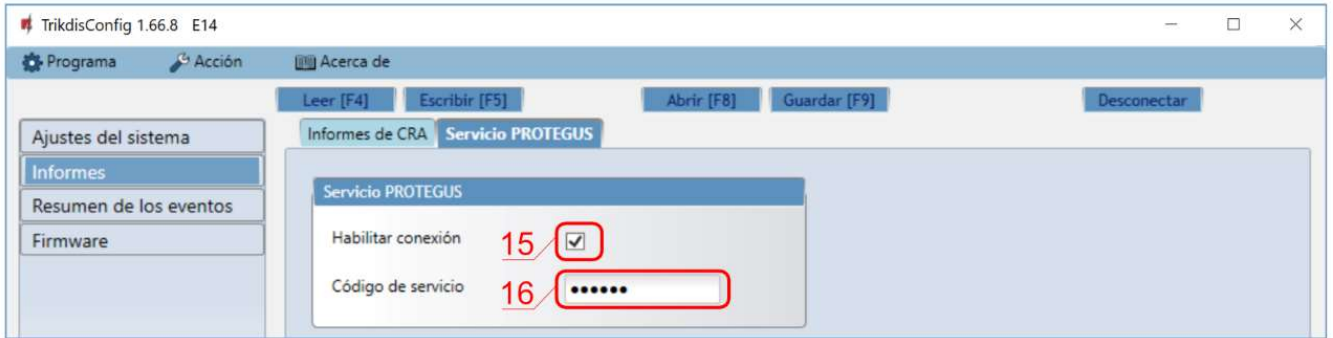 TrikdisConfig 1.66.8 E14
Programa Acción Acerca de
Leer [F4] Escribir [F5] Abrir [F8] Guardar [F9] Desconectar
Ajustes del sistema
Informes
Resumen de los eventos
Firmware
Informes de CRA Servicio PROTEGUS
Servicio PROTEGUS
Habilitar conexión 15
Código de servicio 16 ••••••